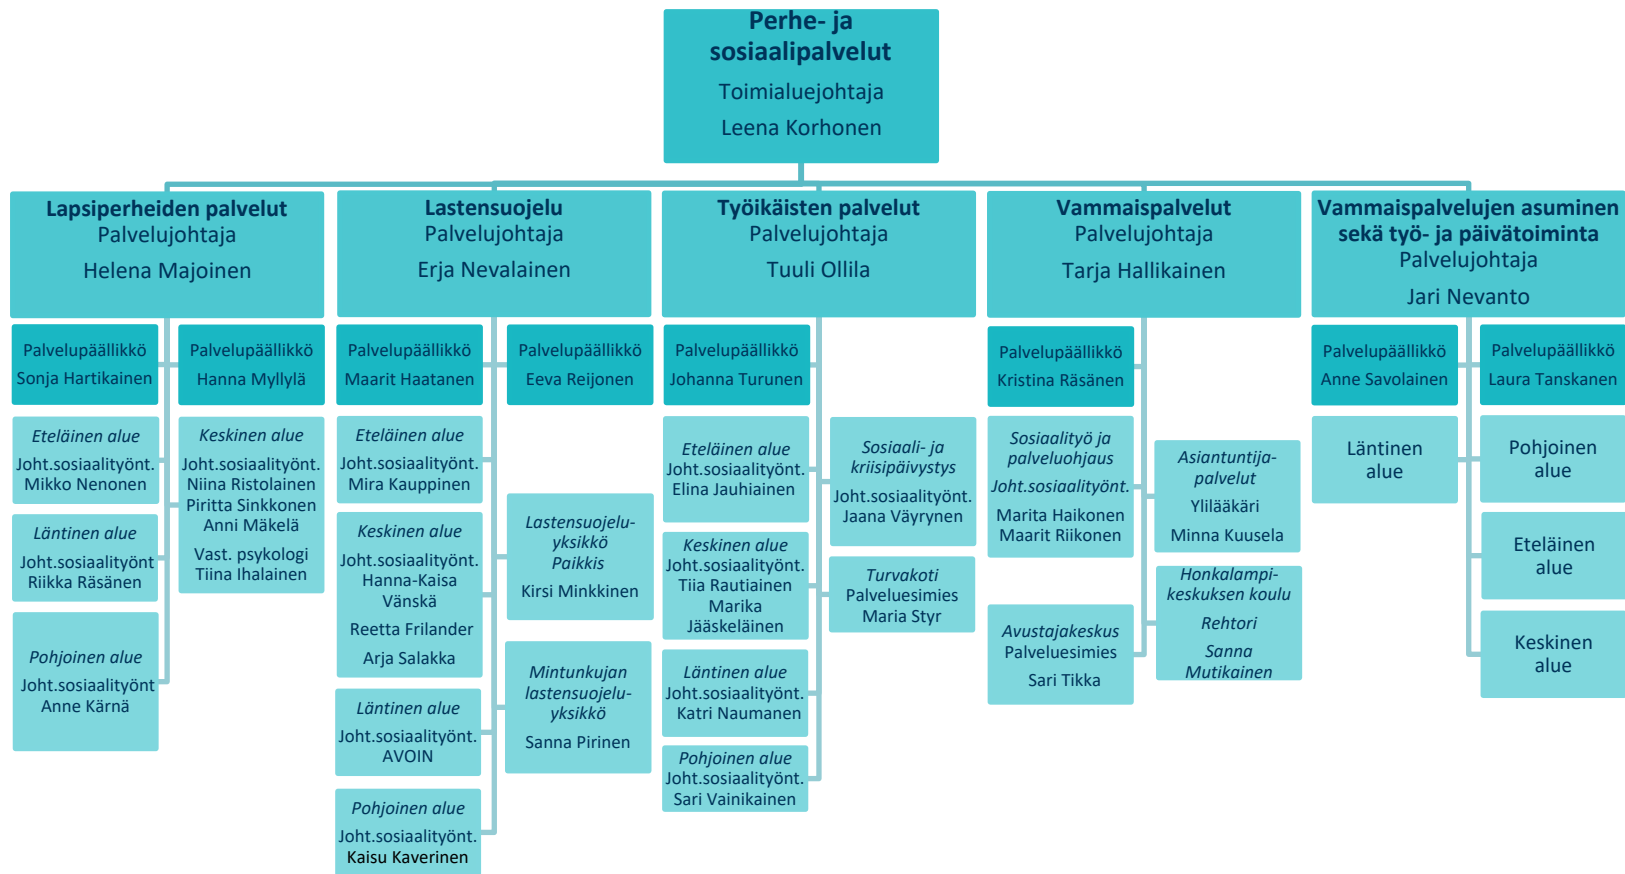 Perhe- ja
sosiaalipalvelut
Toimialuejohtaja
Leena Korhonen
Lapsiperheiden palvelut
Palvelujohtaja
Helena Majoinen
Palvelupäällikkö
Sonja Hartikainen
Palvelupäällikkö
Hanna Myllylä
Eteläinen alue
Joht.sosiaalityönt.
Mikko Nenonen
Läntinen alue
Joht.sosiaalityönt
Riikka Räsänen
Pohjoinen alue
Joht.sosiaalityönt
Anne Kärnä
Keskinen alue
Joht.sosiaalityönt.
Niina Ristolainen
Piritta Sinkkonen
Anni Mäkelä
Vast. psykologi
Tiina Ihalainen
Lastensuojelu
Palvelujohtaja
Erja Nevalainen
Palvelupäällikkö
Maarit Haatanen
Palvelupäällikkö
Eeva Reijonen
Eteläinen alue
Joht.sosiaalityönt.
Mira Kauppinen
Keskinen alue
Joht.sosiaalityönt.
Hanna-Kaisa
Vänskä
Reetta Frilander
Arja Salakka
Läntinen alue
Joht.sosiaalityönt.
AVOIN
Pohjoinen alue
Joht.sosiaalityönt.
Kaisu Kaverinen
Lastensuojelu-
yksikkö
Paikkis
Kirsi Minkkinen
Mintunkujan
lastensuojelu-
yksikkö
Sanna Pirinen
Työikäisten palvelut
Palvelujohtaja
Tuuli Ollila
Palvelupäällikkö
Johanna Turunen
Eteläinen alue
Joht.sosiaalityönt.
Elina Jauhiainen
Keskinen alue
Joht.sosiaalityönt.
Tiia Rautiainen
Marika
Jääskeläinen
Läntinen alue
Joht.sosiaalityönt.
Katri Naumanen
Pohjoinen alue
Joht.sosiaalityönt.
Sari Vainikainen
Sosiaali- ja
kriisipäivystys
Joht.sosiaalityönt.
Jaana Väyrynen
Turvakoti
Palveluesimies
Maria Styr
Vammaispalvelut
Palvelujohtaja
Tarja Hallikainen
Palvelupäällikkö
Kristina Räsänen
Sosiaalityö ja
palveluohjaus
Joht.sosiaalityönt.
Marita Haikonen
Maarit Riikonen
Avustajakeskus
Palveluesimies
Sari Tikka
Asiantuntija-
palvelut
Ylilääkäri
Minna Kuusela
Honkalampi-
keskuksen koulu
Rehtori
Sanna
Mutikainen
Vammaispalvelujen asuminen
sekä työ- ja päivätoiminta
Palvelujohtaja
Jari Nevanto
Palvelupäällikkö
Anne Savolainen
Palvelupäällikkö
Laura Tanskanen
Läntinen
alue
Pohjoinen
alue
Eteläinen
alue
Keskinen
alue